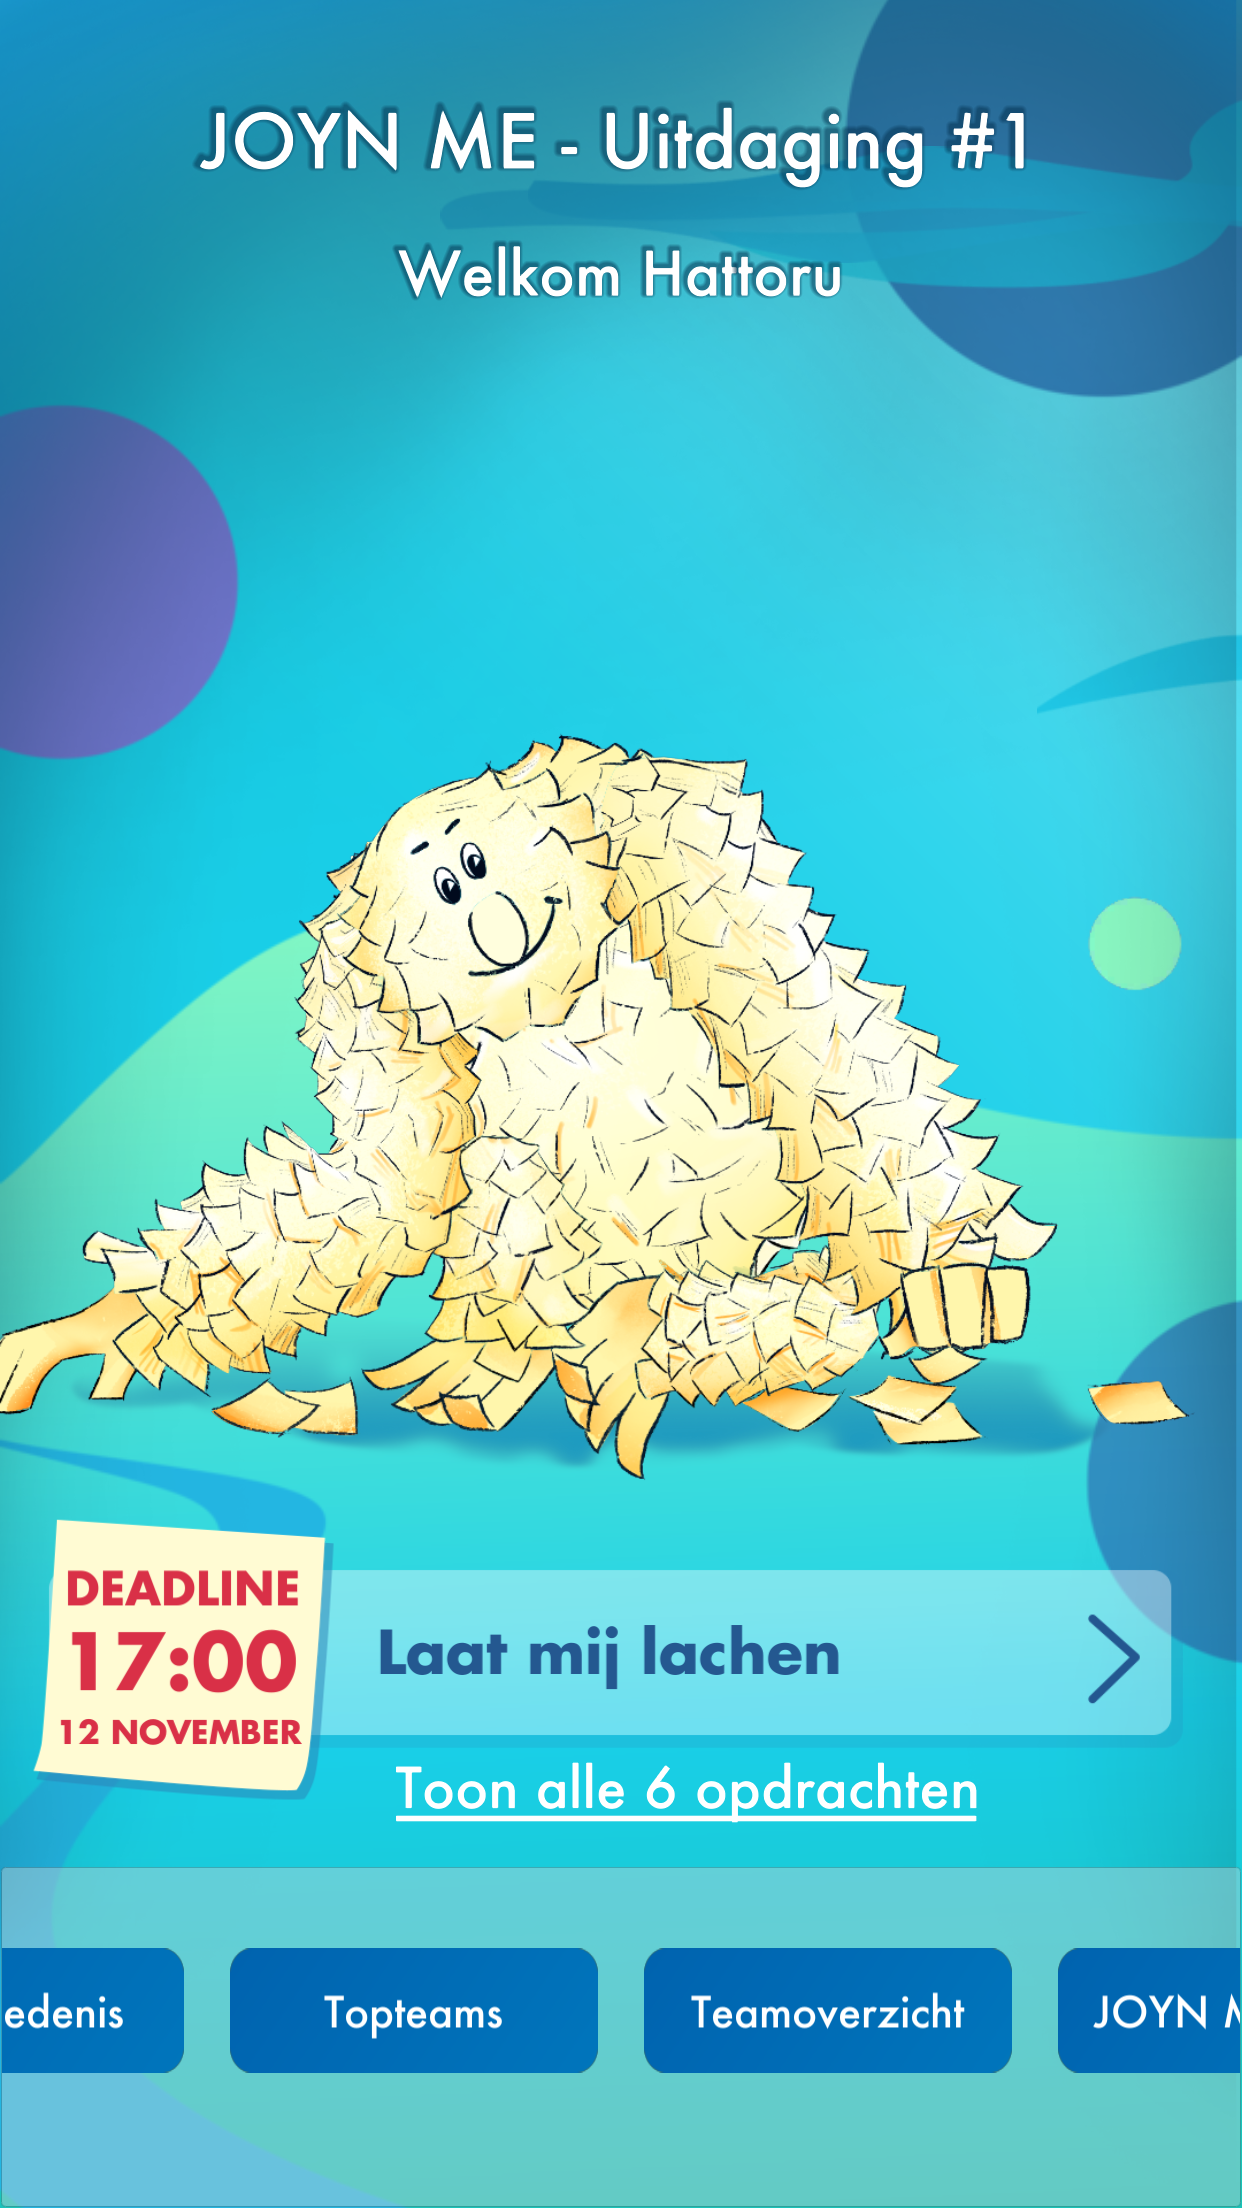 JOYN ME - Uitdaging #1
Welkom Hattoru
DEADLINE
17:00
12 NOVEMBER
Laat mij lachen
Toon alle 6 opdrachten
edenis
Topteams
Teamoverzicht
JOYN M